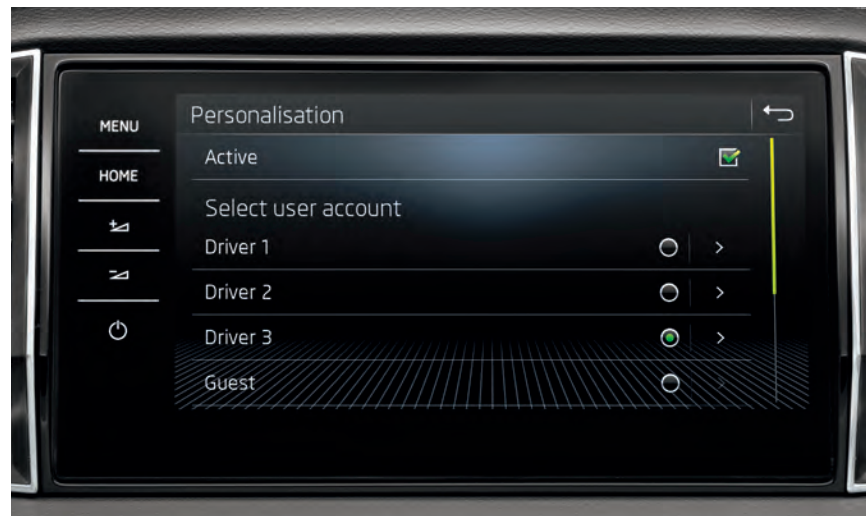 MENU
HOME
Personalisation
Active
Select user account
Driver 1
Driver 2
Driver 3
Guest